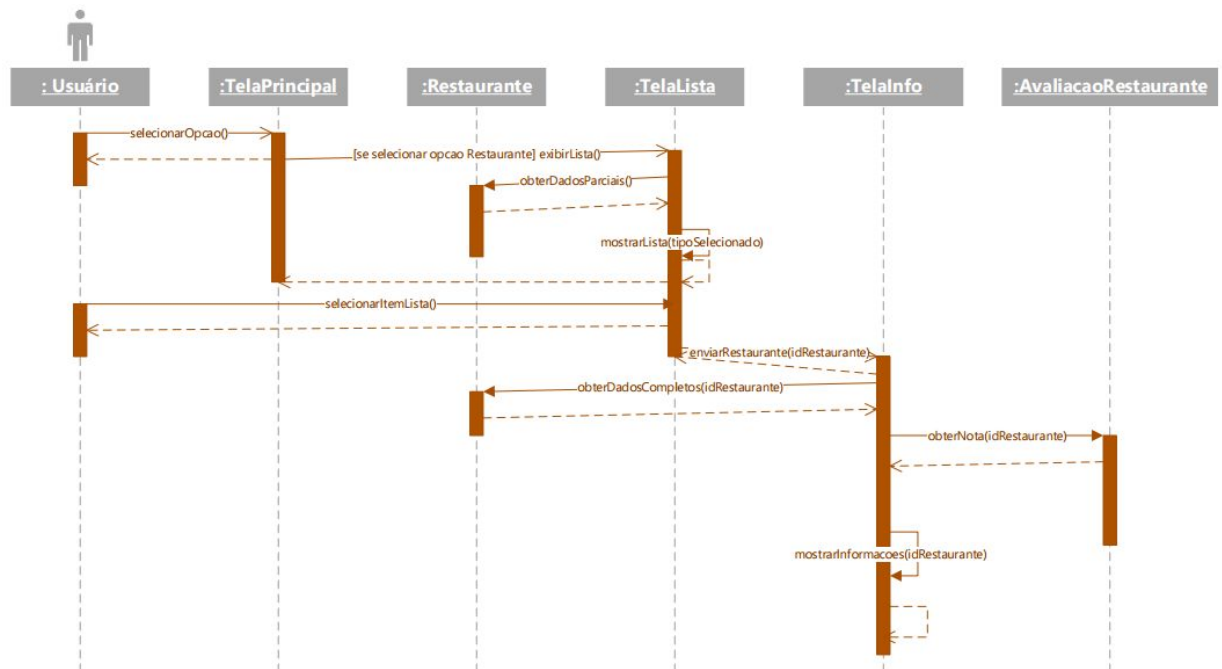 : Usuário
:TelaPrincipal
:Restaurante
:TelaLista
:TelaInfo
:AvaliacaoRestaurante
selecionarOpcao()
[se selecionar opcao Restaurante] exibirLista()
obterDadosParciais()
mostrarLista(tipoSelecionado)
selecionarItemLista()
enviarRestaurante(idRestaurante)
obterDadosCompletos(idRestaurante)
obterNota(idRestaurante)
mostrarInformacoes(idRestaurante)